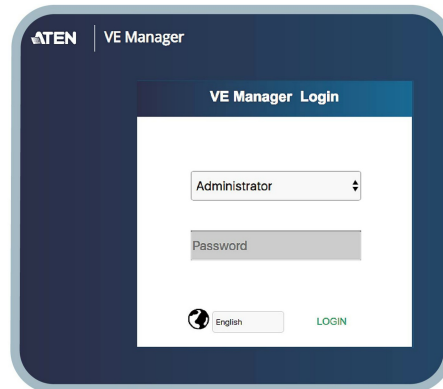 ATEN VE Manager
VE Manager Login
Administrator
Password
English LOGIN